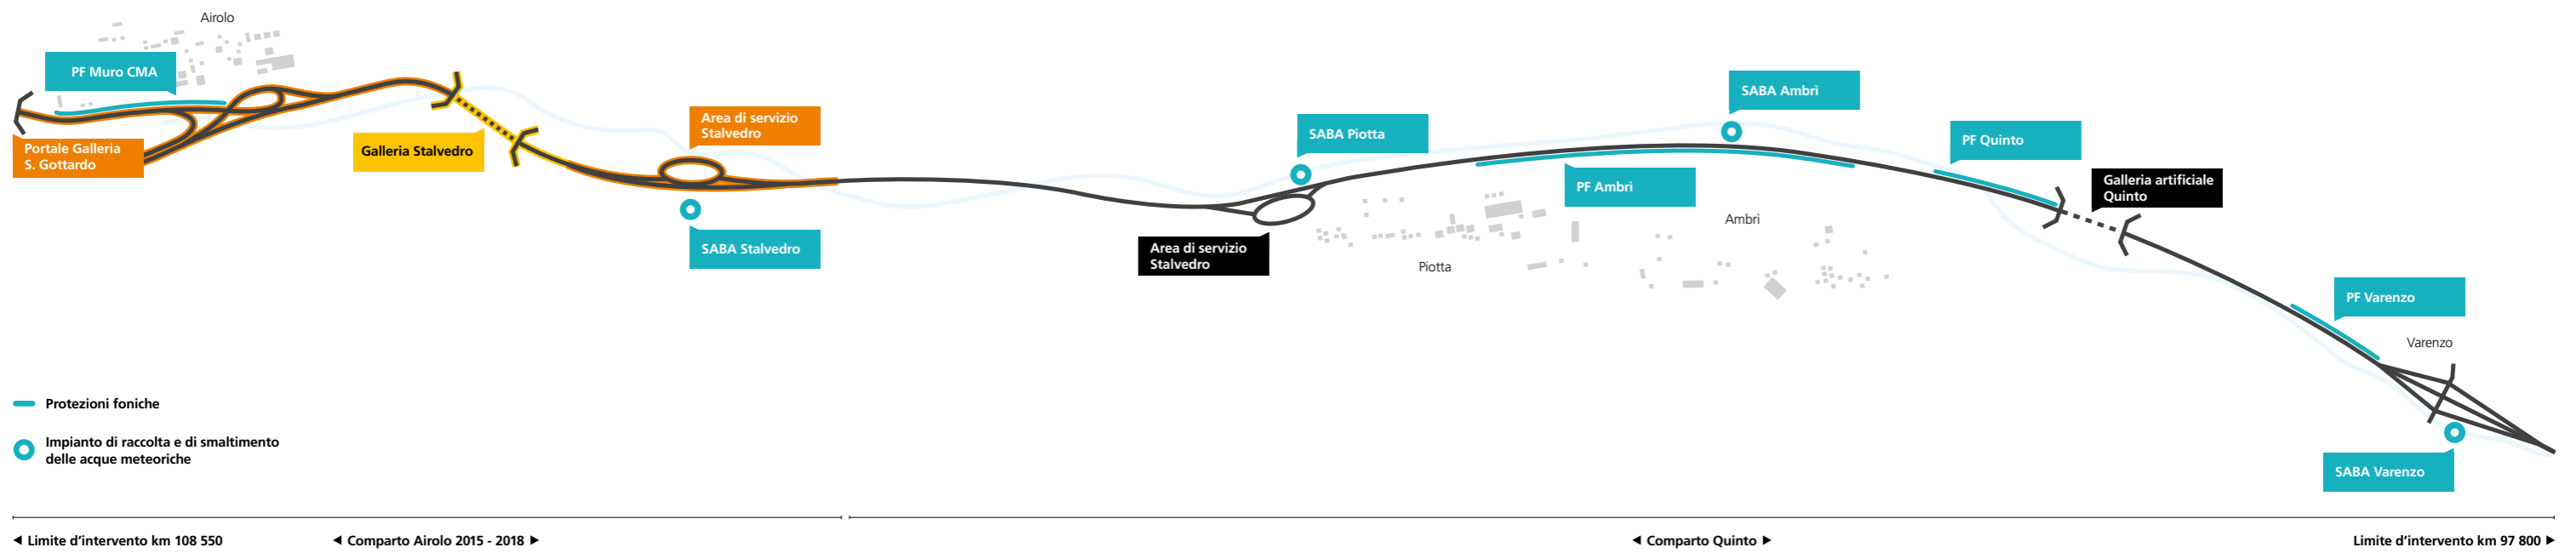 Airolo
PF Muro CMA
Portale Galleria
S. Gottardo
Galleria Stalvedro
Area di servizio
Stalvedro
SABA Stalvedro
Area di servizio
Stalvedro
SABA Piotta
Piotta
PF Ambrì
SABA Ambrì
Ambrì
PF Quinto
Galleria artificiale
Quinto
PF Varenzo
Varenzo
SABA Varenzo
Protezioni foniche
Impianto di raccolta e di smaltimento
delle acque meteoriche
◄ Limite d’intervento km 108 550
◄ Comparto Airolo 2015 - 2018 ►
◄ Comparto Quinto ►
Limite d’intervento km 97 800 ►